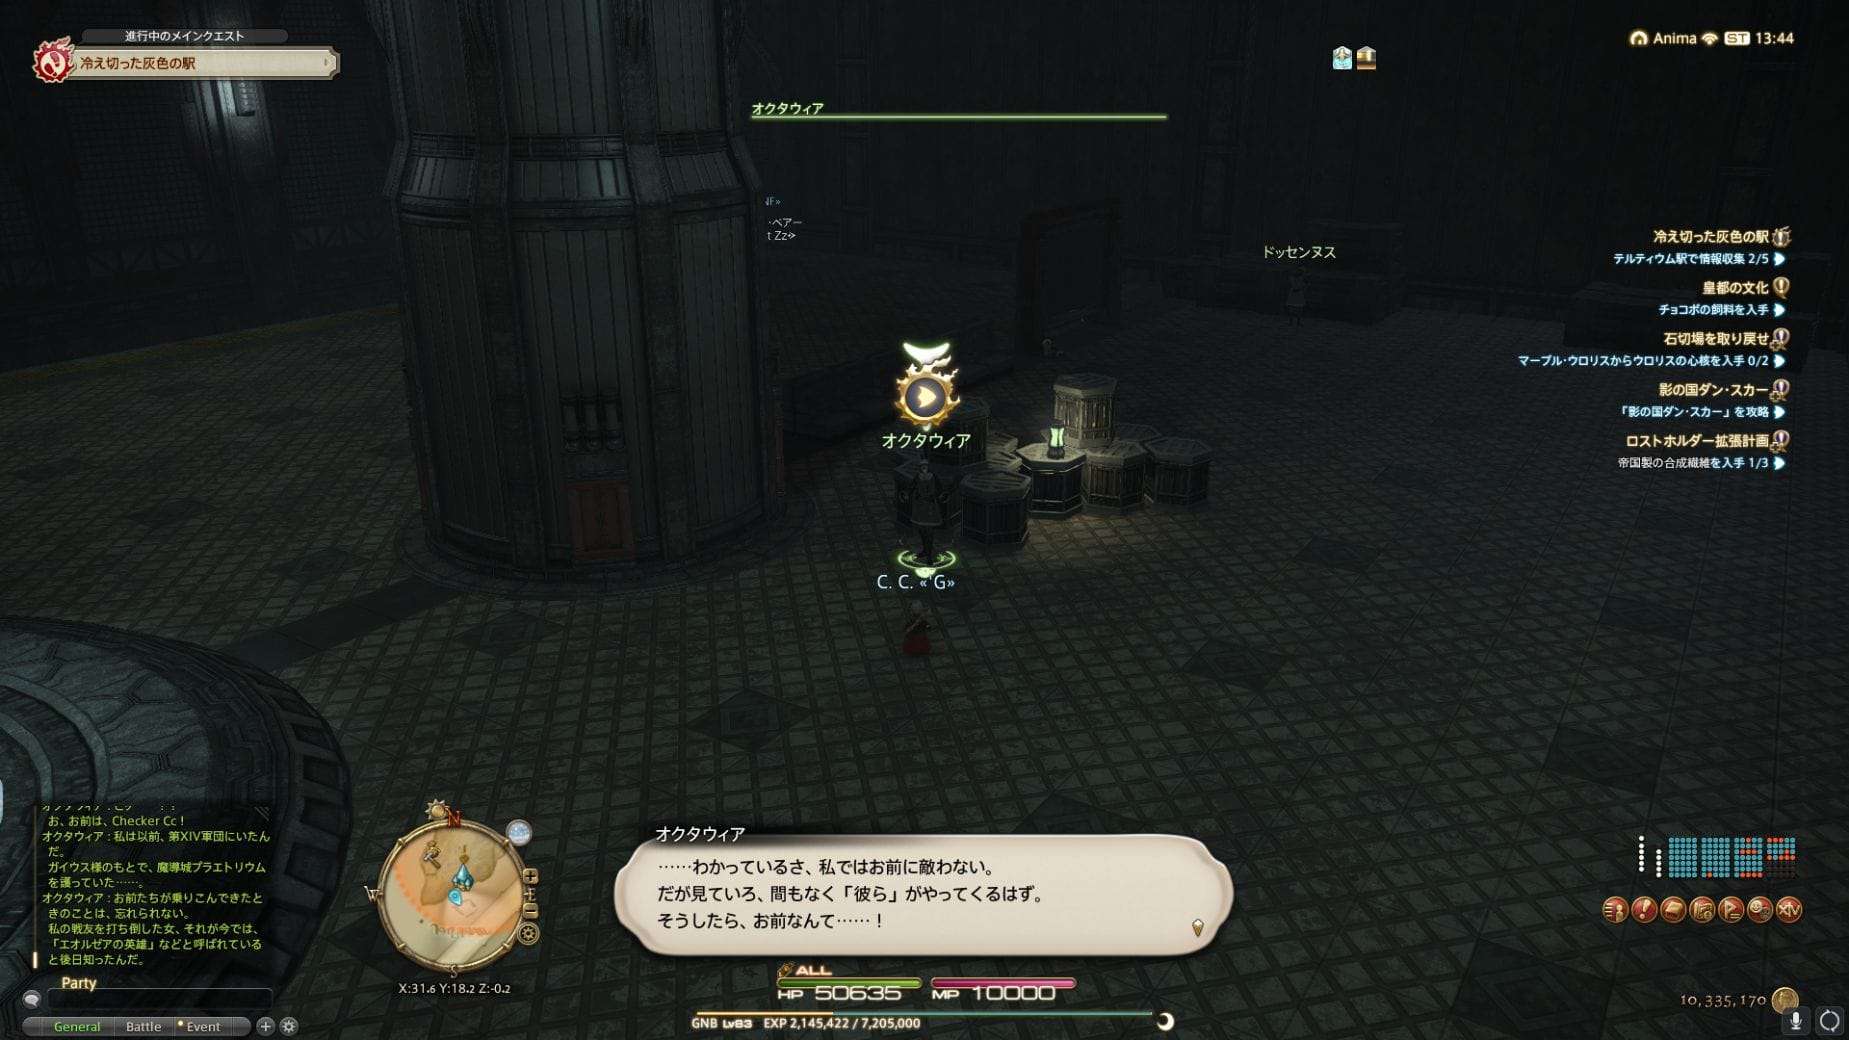 進行中のメインクエスト
冷え切った灰色の駅
Anima ST 13:44
オクタウィア
・ペアー
ドッセンヌス
冷え切った灰色の駅
テルティウム駅で情報収集 2/5
皇都の文化
チョコボの飼料を入手
石切場を取り戻せ
マーブル・ウロリスからウロリスの心核を入手 0/2
影の国ダン・スカー
「影の国ダン・スカー」を攻略
ロストホルダー拡張計画
帝国製の合成繊維を入手 1/3
オクタウィア
C. C. «'G»
お、お前は、Checker Cc！
オクタウィア：私は以前、第XIV軍団にいたん
だ。
ガイウス様のもとで、魔導城プラエトリウム
を護っていた……。
オクタウィア：お前たちが乗りこんできたと
きのことは、忘れられない。
私の戦友を打ち倒した女、それが今では、
「エオルゼアの英雄」などと呼ばれている
と後日知ったんだ。
Party
General Battle Event
N
W
S
X:31.6 Y:18.2 Z:-0.2
オクタウィア
……わかっているさ、私ではお前に敵わない。
だが見ていろ、間もなく「彼ら」がやってくるはず。
そうしたら、お前なんて……！
ALL
HP 50635 MP 10000
GNB Lv83 EXP 2,145,422 / 7,205,000
XIV
10,335,170